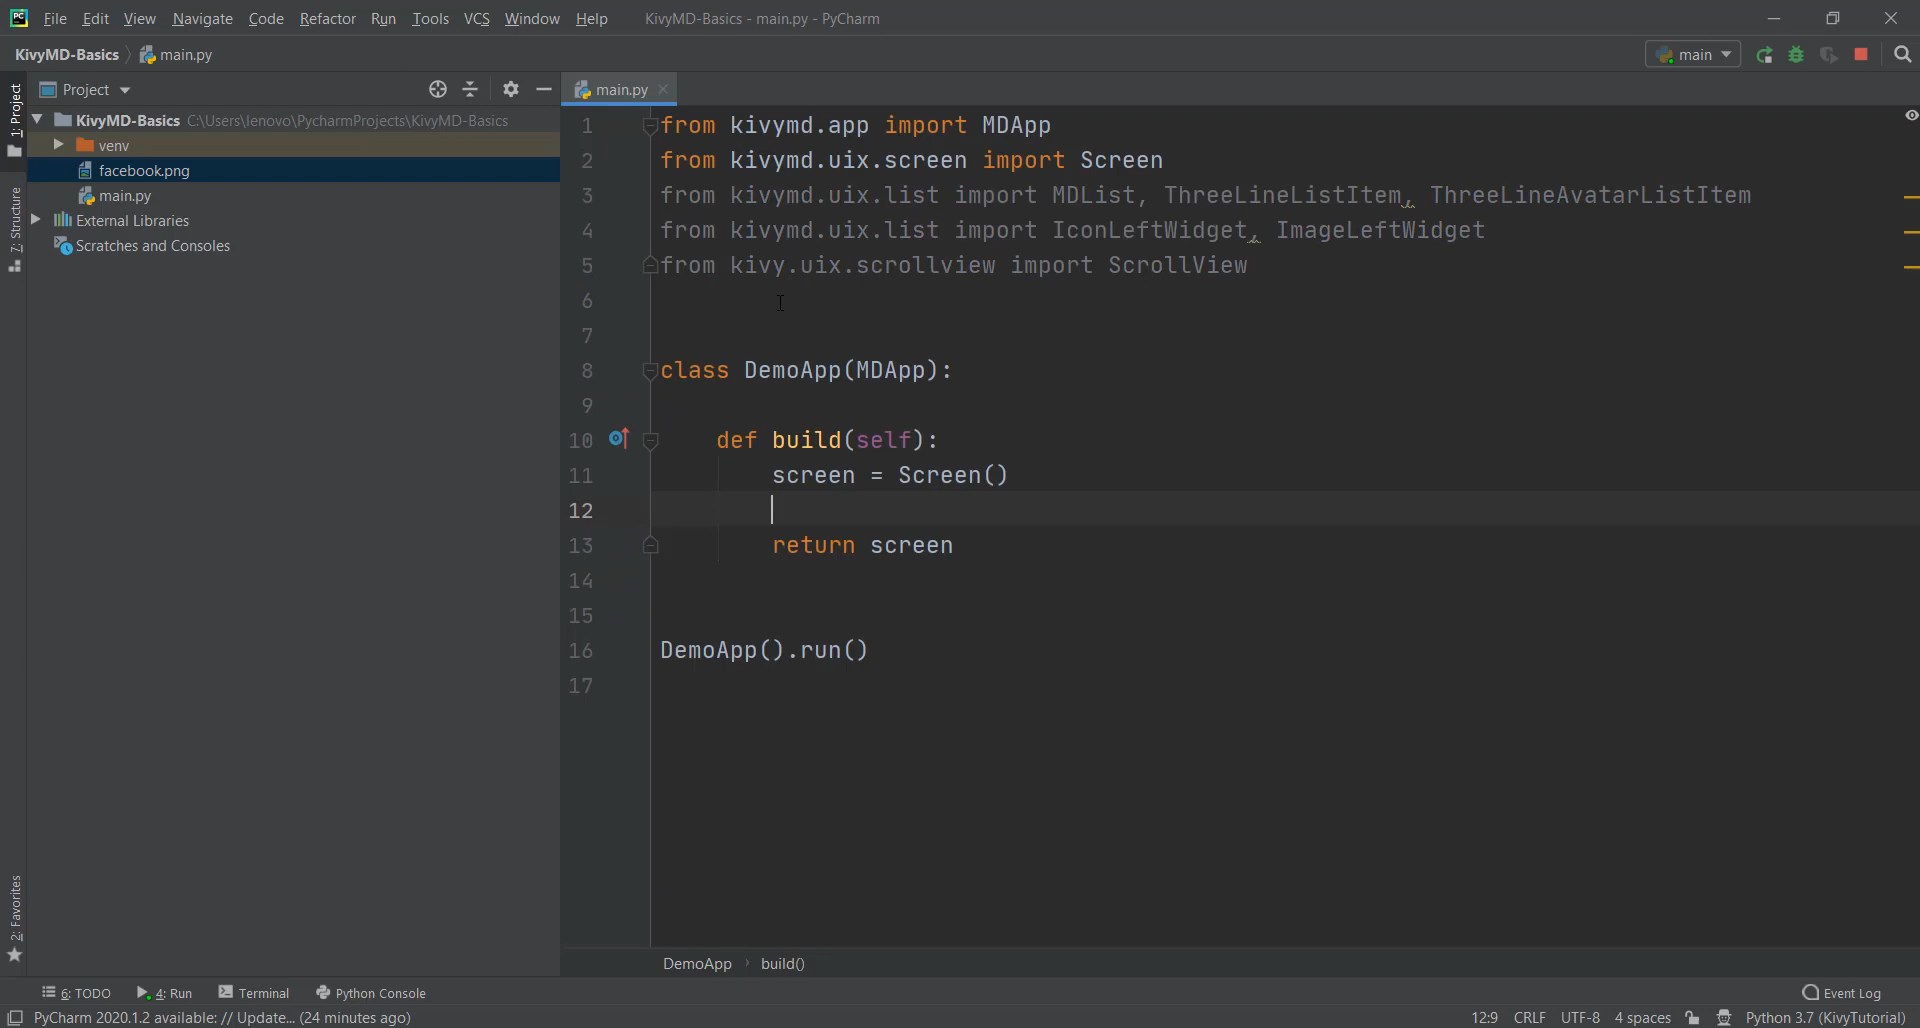 File Edit View Navigate Code Refactor Run Tools VCS Window Help KivyMD-Basics - main.py - PyCharm
KivyMD-Basics main.py main
Project main.py
1: Project
7: Structure
2: Favorites
KivyMD-Basics C:\Users\lenovo\PycharmProjects\KivyMD-Basics
venv
facebook.png
main.py
External Libraries
Scratches and Consoles
1 from kivymd.app import MDApp
2 from kivymd.uix.screen import Screen
3 from kivymd.uix.list import MDList, ThreeLineListItem, ThreeLineAvatarListItem
4 from kivymd.uix.list import IconLeftWidget, ImageLeftWidget
5 from kivy.uix.scrollview import ScrollView
6
7
8 class DemoApp(MDApp):
9
10 def build(self):
11 screen = Screen()
12
13 return screen
14
15
16 DemoApp().run()
17
DemoApp › build()
6: TODO 4: Run Terminal Python Console Event Log
PyCharm 2020.1.2 available: // Update... (24 minutes ago) 12:9 CRLF UTF-8 4 spaces Python 3.7 (KivyTutorial)